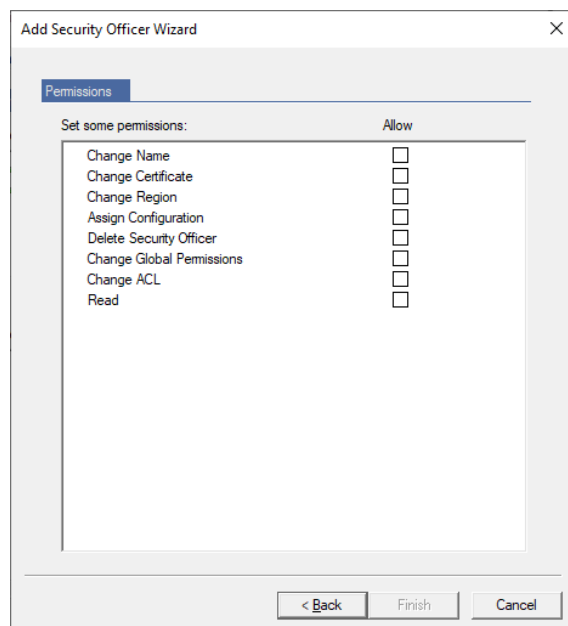 Add Security Officer Wizard
Permissions
Set some permissions: Allow
Change Name
Change Certificate
Change Region
Assign Configuration
Delete Security Officer
Change Global Permissions
Change ACL
Read
< Back Finish Cancel